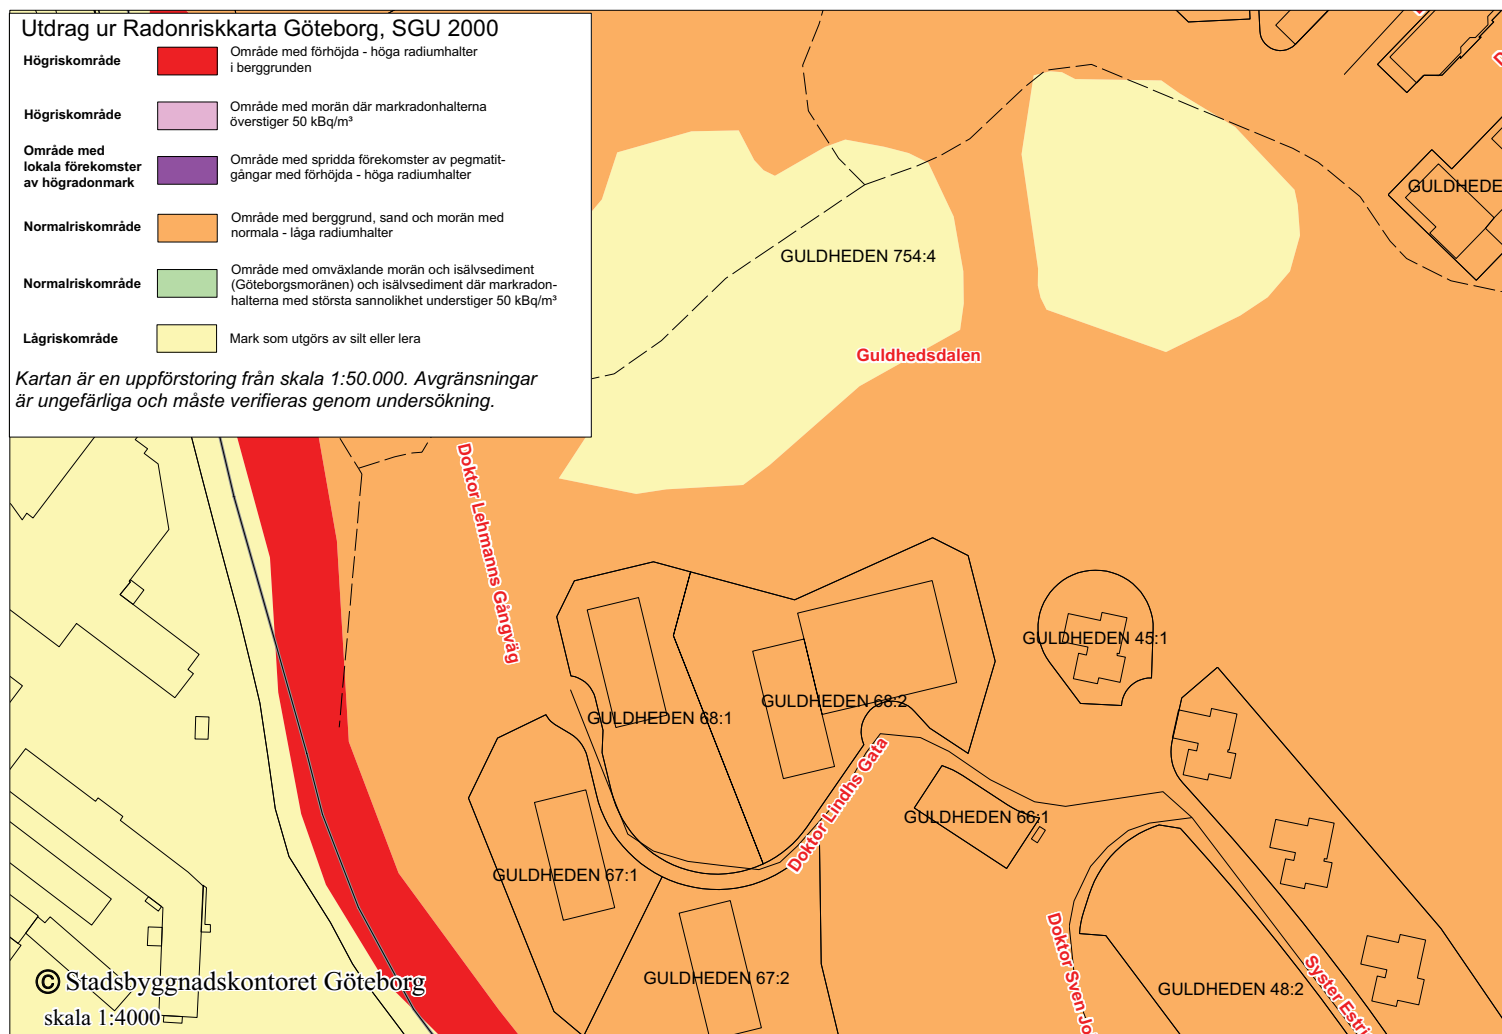 Utdrag ur Radonriskkarta Göteborg, SGU 2000
Högriskområde
Område med förhöjda - höga radiumhalter
i berggrunden
Högriskområde
Område med morän där markradonhalterna
överstiger 50 kBq/m³
Område med
lokala förekomster
av högradonmark
Område med spridda förekomster av pegmatit-
gångar med förhöjda - höga radiumhalter
Normalriskområde
Område med berggrund, sand och morän med
normala - låga radiumhalter
Normalriskområde
Område med omväxlande morän och isälvsediment
(Göteborgsmoränen) och isälvsediment där markradon-
halterna med största sannolikhet understiger 50 kBq/m³
Lågriskområde
Mark som utgörs av silt eller lera
Kartan är en uppförstoring från skala 1:50.000. Avgränsningar
är ungefärliga och måste verifieras genom undersökning.
GULDHEDE
GULDHEDEN 754:4
Guldhedsdalen
Doktor Lehmanns Gångväg
GULDHEDEN 45:1
GULDHEDEN 68:2
GULDHEDEN 68:1
Doktor Lindhs Gata
GULDHEDEN 66:1
GULDHEDEN 67:1
GULDHEDEN 67:2
Doktor Sven Jo
GULDHEDEN 48:2
Syster Estri
© Stadsbyggnadskontoret Göteborg
skala 1:4000